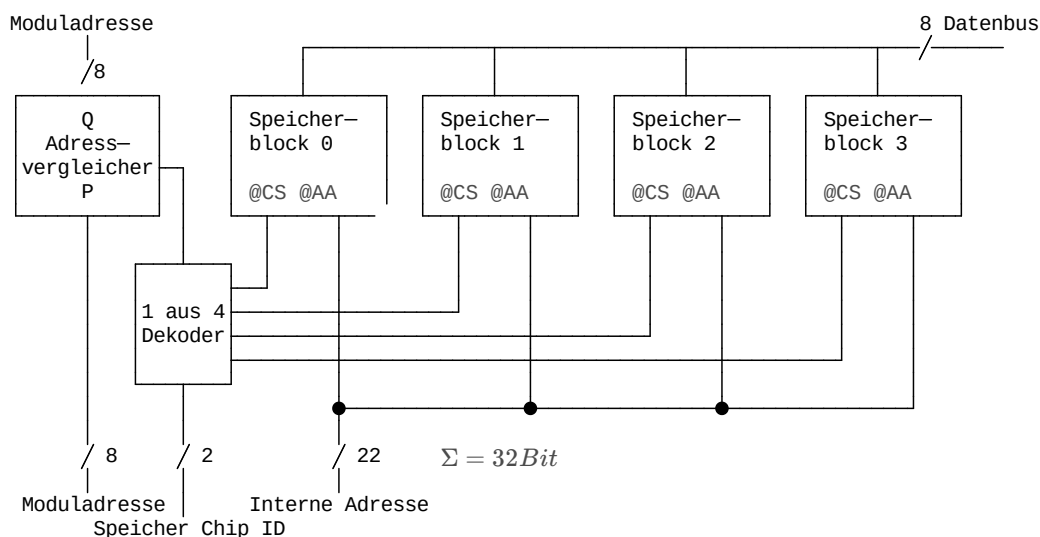 Moduladresse
8 Datenbus
8
Q
Adress—
vergleicher
P
Speicher—
block 0
@CS @AA
Speicher—
block 1
@CS @AA
Speicher—
block 2
@CS @AA
Speicher—
block 3
@CS @AA
1 aus 4
Dekoder
8
2
22
Σ = 32Bit
Moduladresse
Interne Adresse
Speicher Chip ID